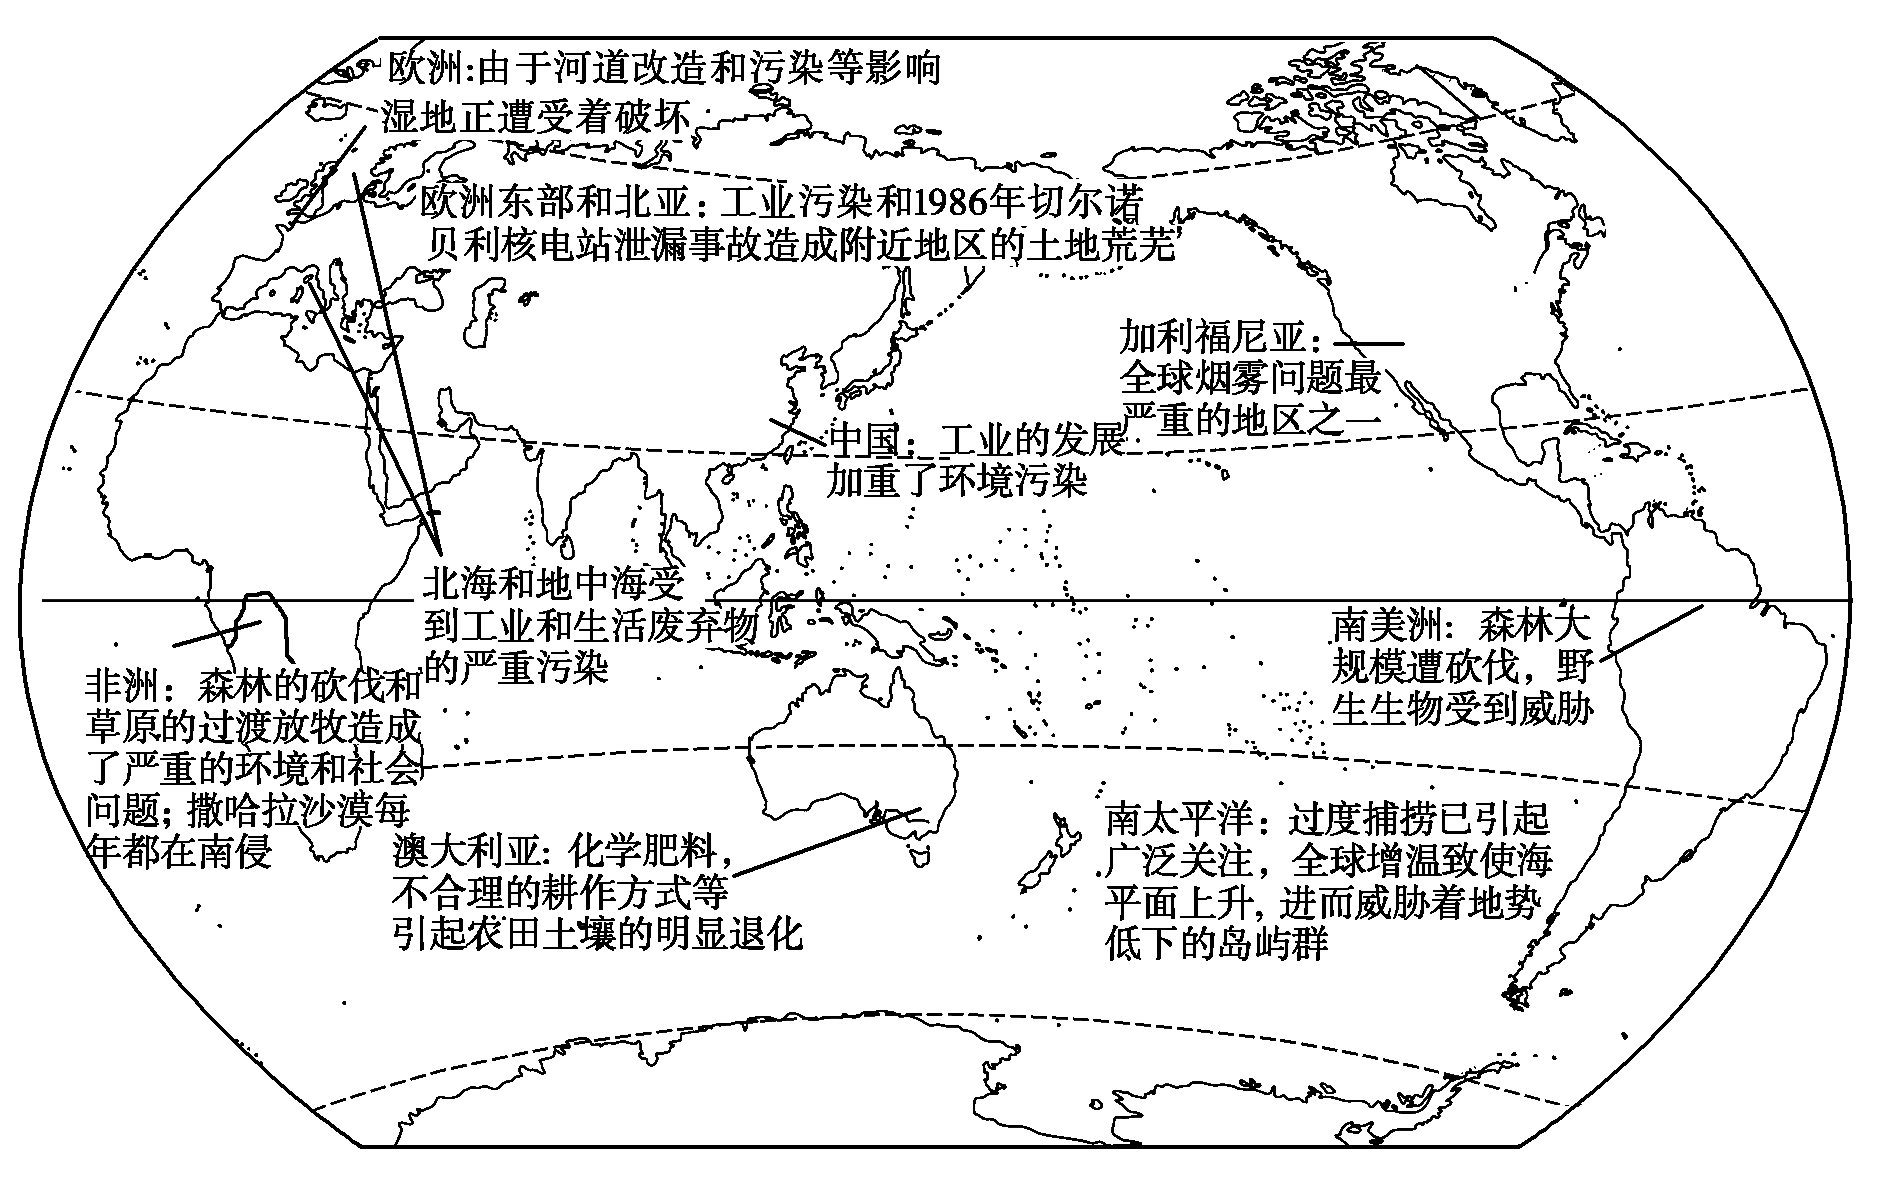 欧洲:由于河道改造和污染等影响
湿地正遭受着破坏
欧洲东部和北亚：工业污染和1986年切尔诺
贝利核电站泄漏事故造成附近地区的土地荒芜
加利福尼亚：
全球烟雾问题最
严重的地区之一
中国：工业的发展
加重了环境污染
北海和地中海受
到工业和生活废弃物
的严重污染
南美洲：森林大
规模遭砍伐，野
生生物受到威胁
非洲：森林的砍伐和
草原的过渡放牧造成
了严重的环境和社会
问题；撒哈拉沙漠每
年都在南侵
澳大利亚：化学肥料，
不合理的耕作方式等
引起农田土壤的明显退化
南太平洋：过度捕捞已引起
广泛关注，全球增温致使海
平面上升，进而威胁着地势
低下的岛屿群